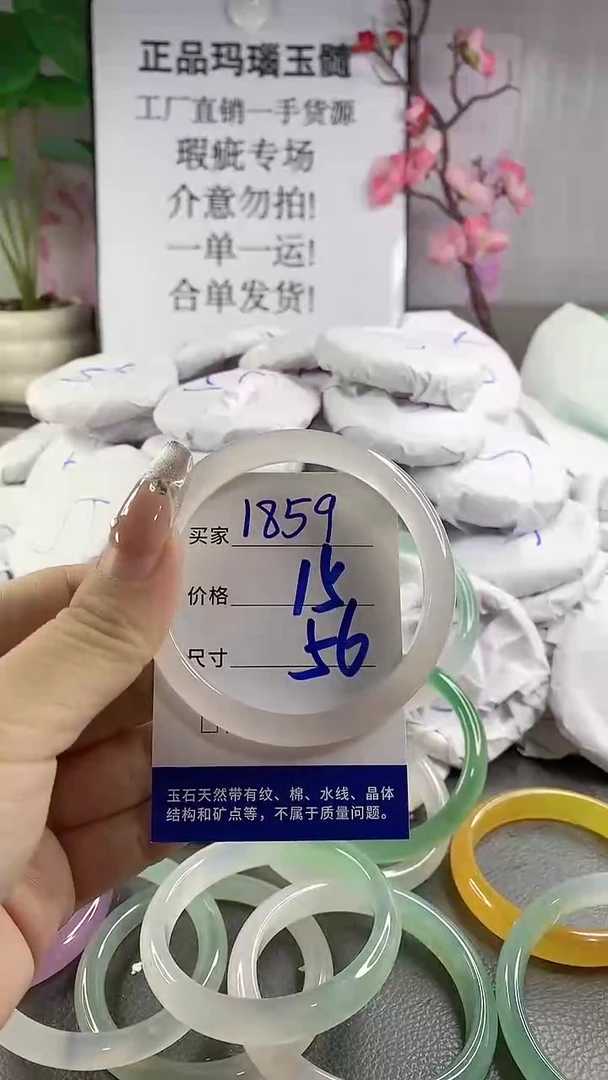 正品玛瑙玉髓
工厂直销一手货源
瑕疵专场
介意勿拍!
一单一运!
合单发货!
买家 1859
价格 15
尺寸 56
玉石天然带有纹、棉、水线、晶体
结构和矿点等，不属于质量问题。